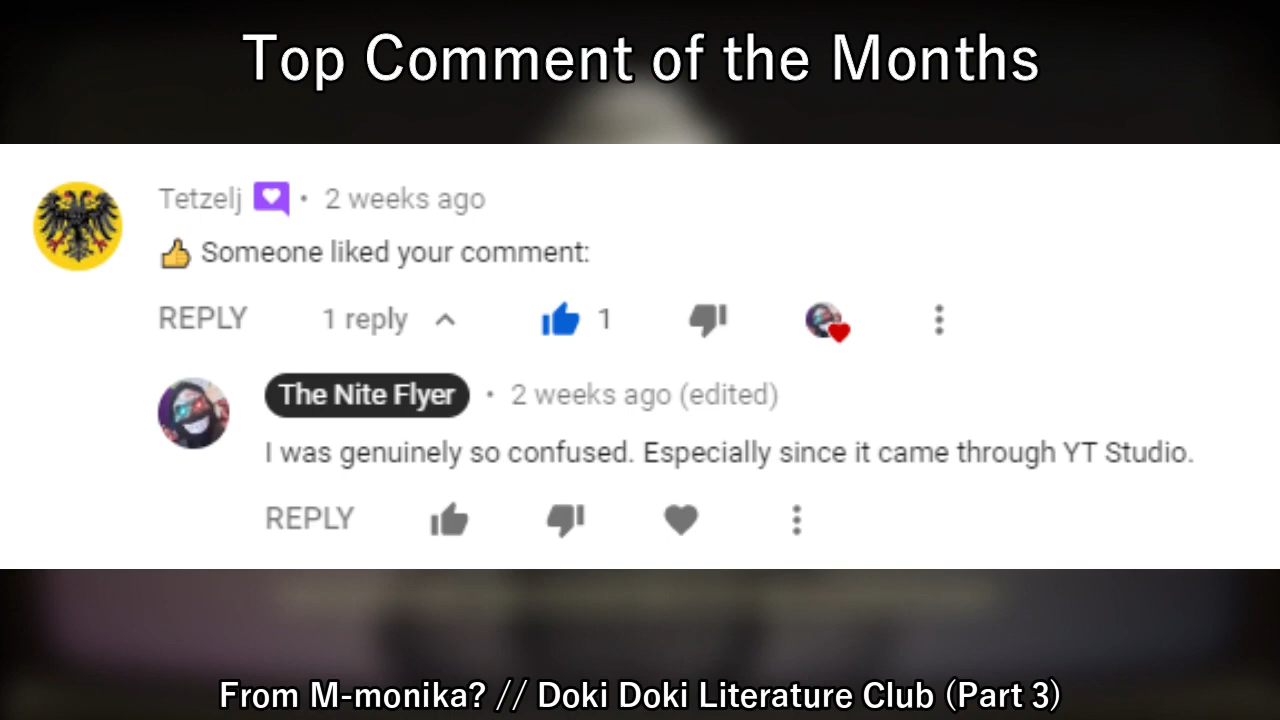 Top Comment of the Months
Tetzelj • 2 weeks ago
👍 Someone liked your comment:
REPLY 1 reply 1
The Nite Flyer • 2 weeks ago (edited)
I was genuinely so confused. Especially since it came through YT Studio.
REPLY
From M-monika? // Doki Doki Literature Club (Part 3)